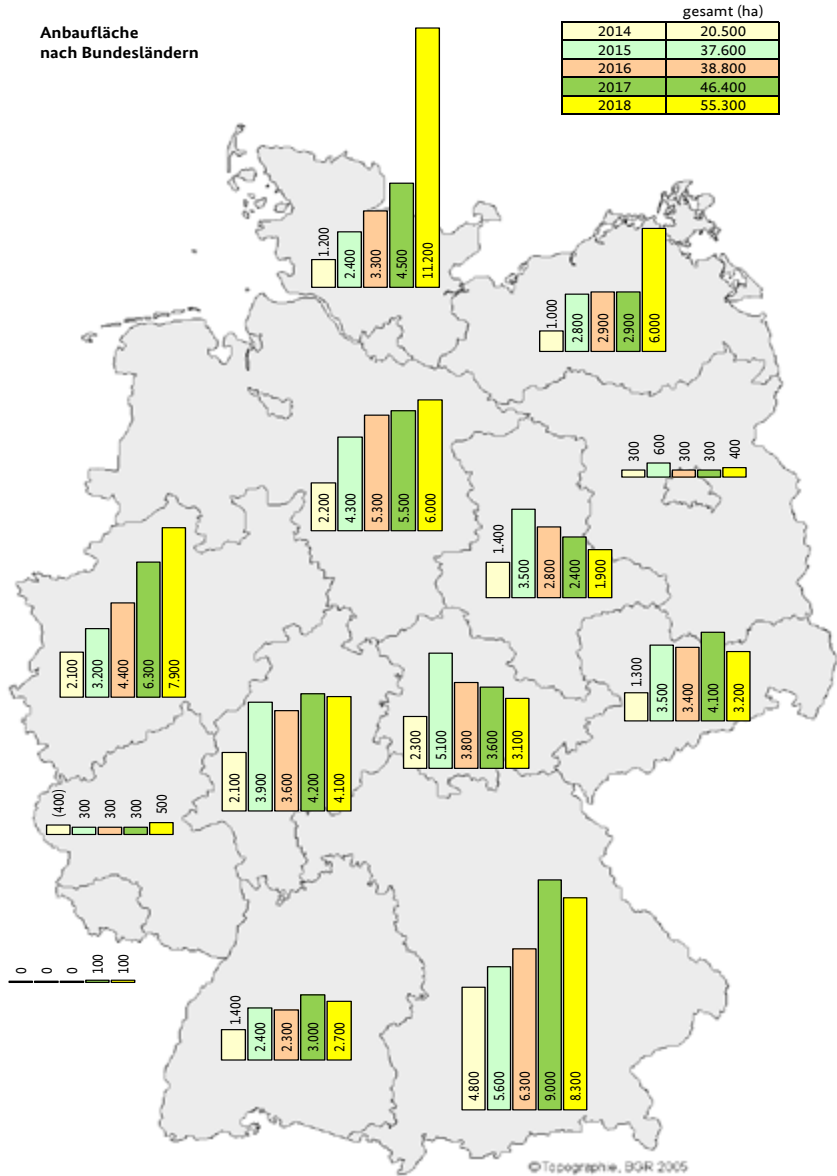 Anbaufläche
nach Bundesländern
gesamt (ha)
2014 20.500
2015 37.600
2016 38.800
2017 46.400
2018 55.300
1.200 2.400 3.300 4.500 11.200
1.000 2.800 2.900 2.900 6.000
300 600 300 300 400
2.200 4.300 5.300 5.500 6.000
1.400 3.500 2.800 2.400 1.900
2.100 3.200 4.400 6.300 7.900
1.300 3.500 3.400 4.100 3.200
2.300 5.100 3.800 3.600 3.100
2.100 3.900 3.600 4.200 4.100
(400) 300 300 300 500
0 0 0 100 100
1.400 2.400 2.300 3.000 2.700
4.800 5.600 6.300 9.000 8.300
©Topographie, BGR 2005